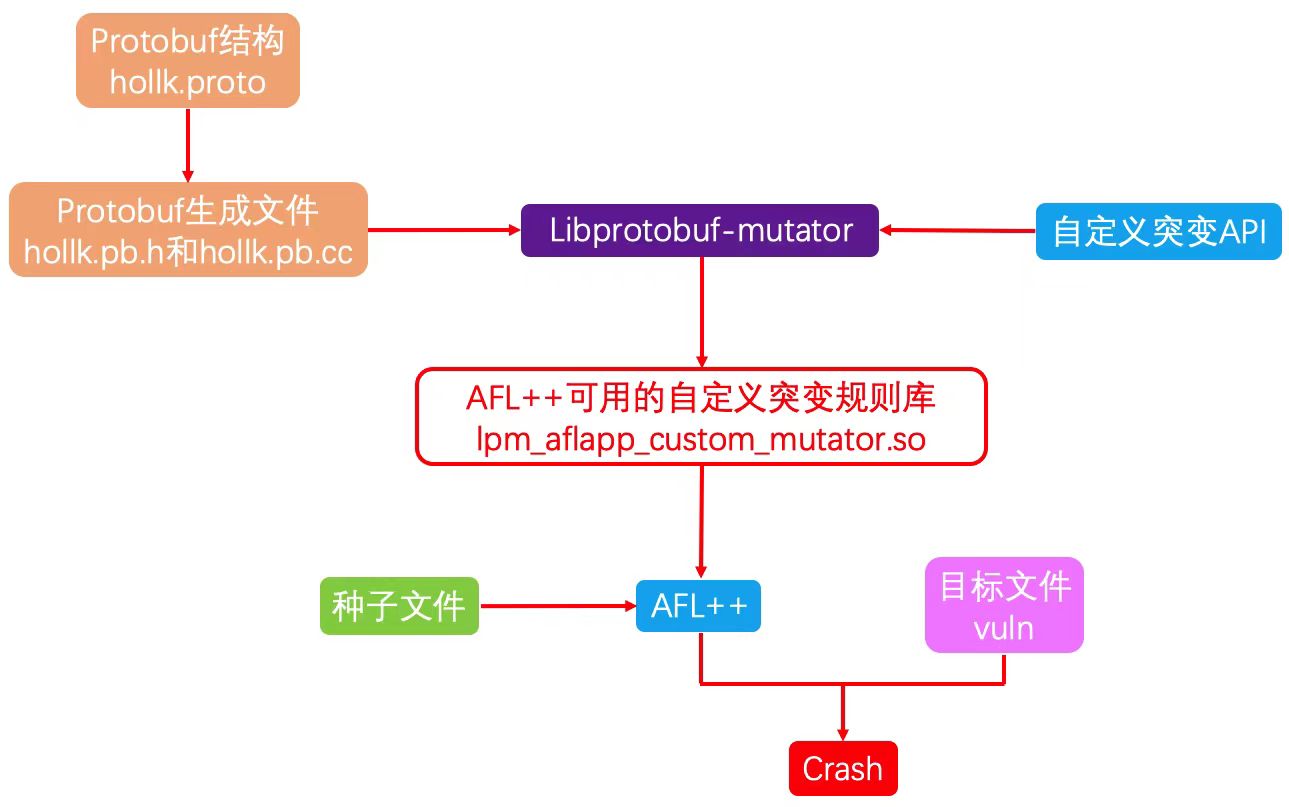 Protobuf结构
hollk.proto
Protobuf生成文件
hollk.pb.h和hollk.pb.cc
Libprotobuf-mutator
自定义突变API
AFL++可用的自定义突变规则库
lpm_aflapp_custom_mutator.so
种子文件
AFL++
目标文件
vuln
Crash